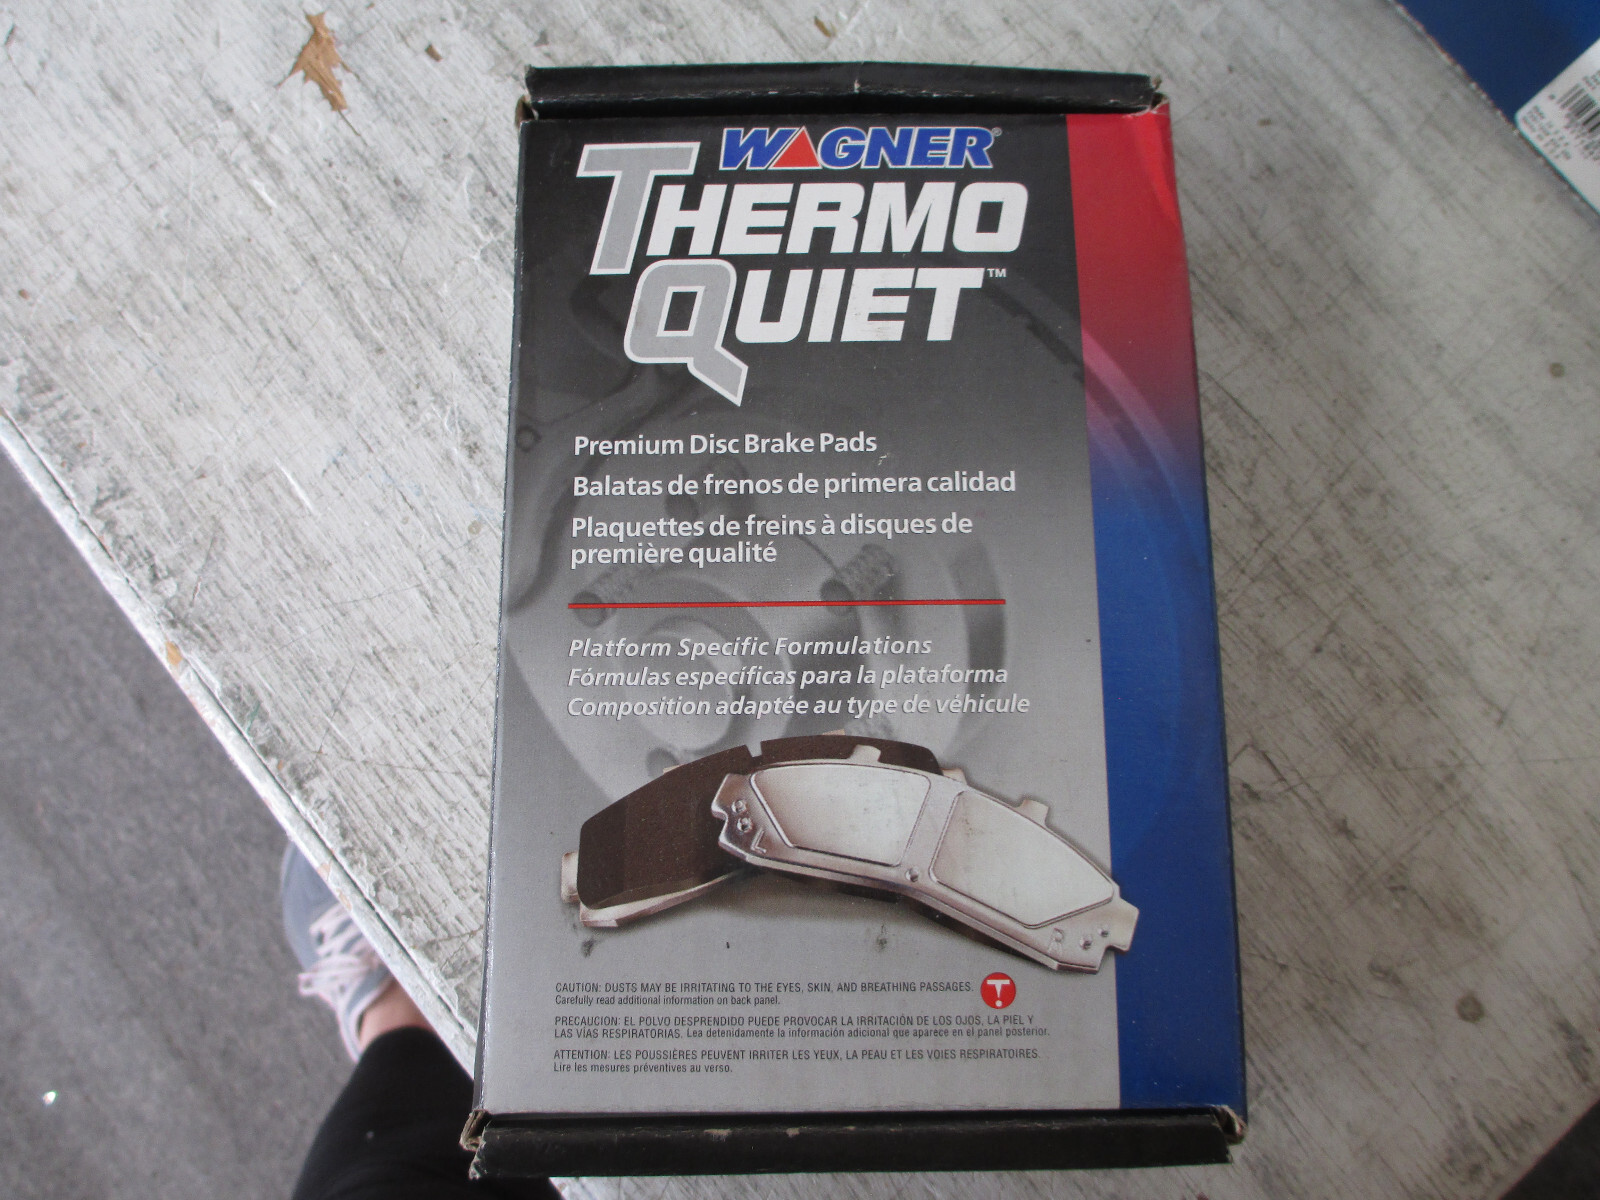 WAGNER®
THERMO
QUIET™
Premium Disc Brake Pads
Balatas de frenos de primera calidad
Plaquettes de freins à disques de
première qualité
Platform Specific Formulations
Fórmulas específicas para la plataforma
Composition adaptée au type de véhicule
L
R
CAUTION: DUSTS MAY BE IRRITATING TO THE EYES, SKIN, AND BREATHING PASSAGES.
Carefully read additional information on back panel.
PRECAUCION: EL POLVO DESPRENDIDO PUEDE PROVOCAR LA IRRITACIÓN DE LOS OJOS, LA PIEL Y
LAS VÍAS RESPIRATORIAS. Lea detenidamente la información adicional que aparece en el panel posterior.
ATTENTION: LES POUSSIÈRES PEUVENT IRRITER LES YEUX, LA PEAU ET LES VOIES RESPIRATOIRES.
Lire les mesures préventives au verso.